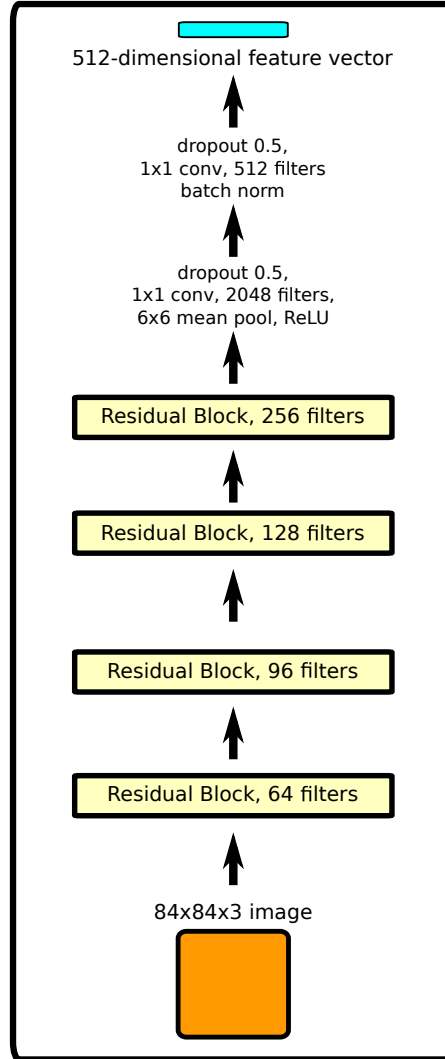 512-dimensional feature vector
dropout 0.5,
1x1 conv, 512 filters
batch norm
dropout 0.5,
1x1 conv, 2048 filters,
6x6 mean pool, ReLU
Residual Block, 256 filters
Residual Block, 128 filters
Residual Block, 96 filters
Residual Block, 64 filters
84x84x3 image